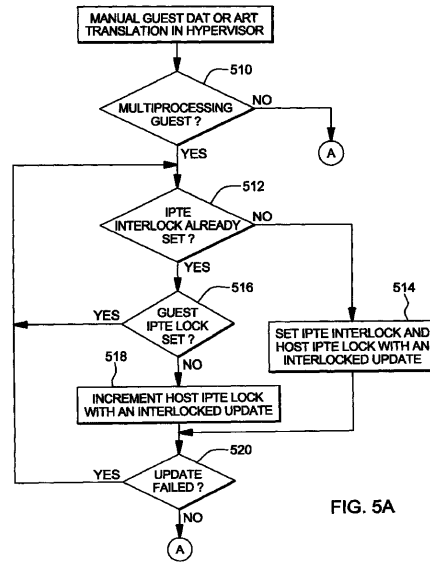 MANUAL GUEST DAT OR ART
TRANSLATION IN HYPERVISOR
510
MULTIPROCESSING
GUEST ?
NO
A
YES
512
IPTE
INTERLOCK ALREADY
SET ?
NO
YES
516
GUEST
IPTE LOCK
SET ?
YES
NO
514
SET IPTE INTERLOCK AND
HOST IPTE LOCK WITH AN
INTERLOCKED UPDATE
518
INCREMENT HOST IPTE LOCK
WITH AN INTERLOCKED UPDATE
520
UPDATE
FAILED ?
YES
NO
A
FIG. 5A